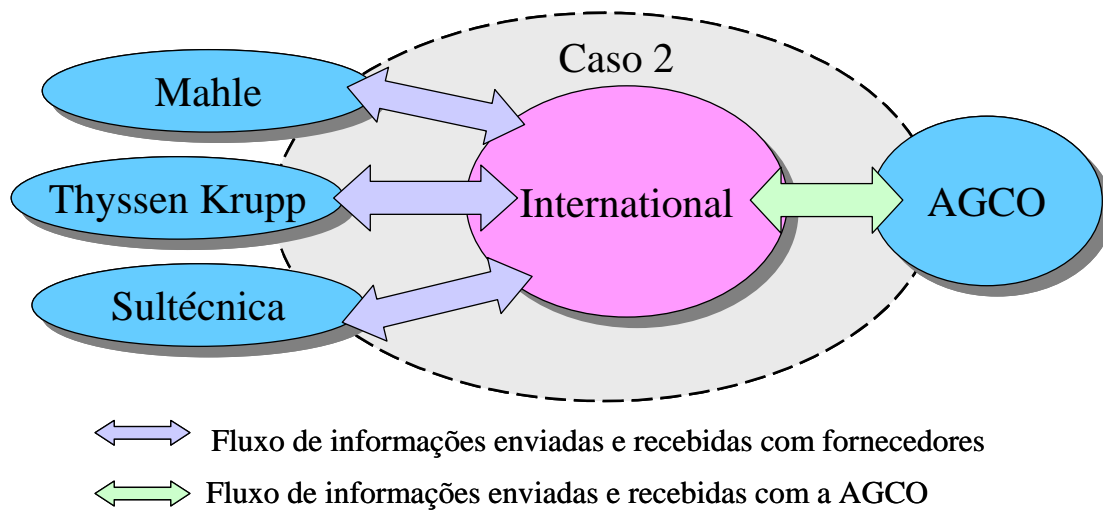 Caso 2
Mahle
Thyssen Krupp
Sultécnica
International
AGCO
Fluxo de informações enviadas e recebidas com fornecedores
Fluxo de informações enviadas e recebidas com a AGCO